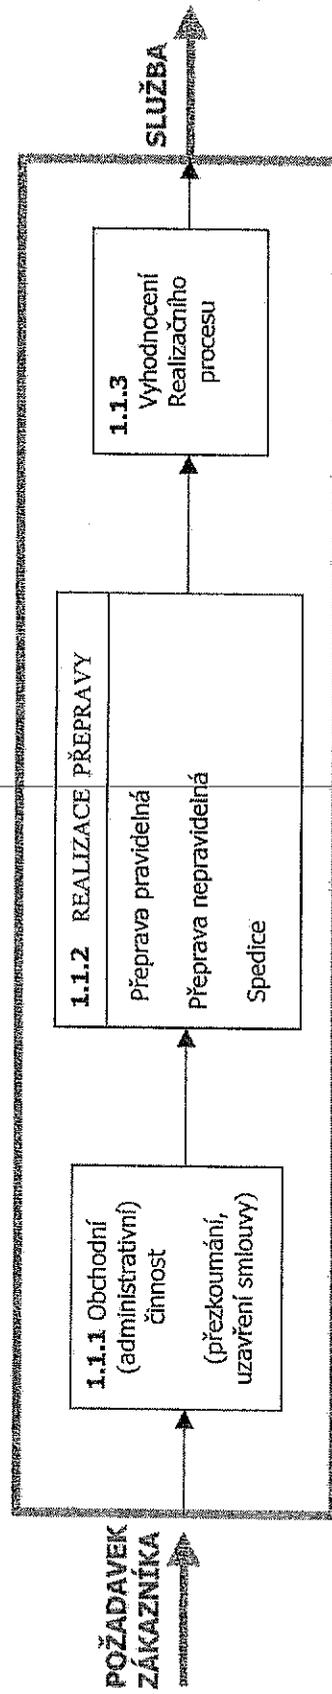 POŽADAVEK
ZÁKAZNÍKA
1.1.1 Obchodní
(administrativní)
činnost
(přezkoumání,
uzavření smlouvy)
1.1.2 REALIZACE PŘEPRAVY
Přeprava pravidelná
Přeprava nepravidelná
Spedice
1.1.3
Vyhodnocení
Realizačního
procesu
SLUŽBA